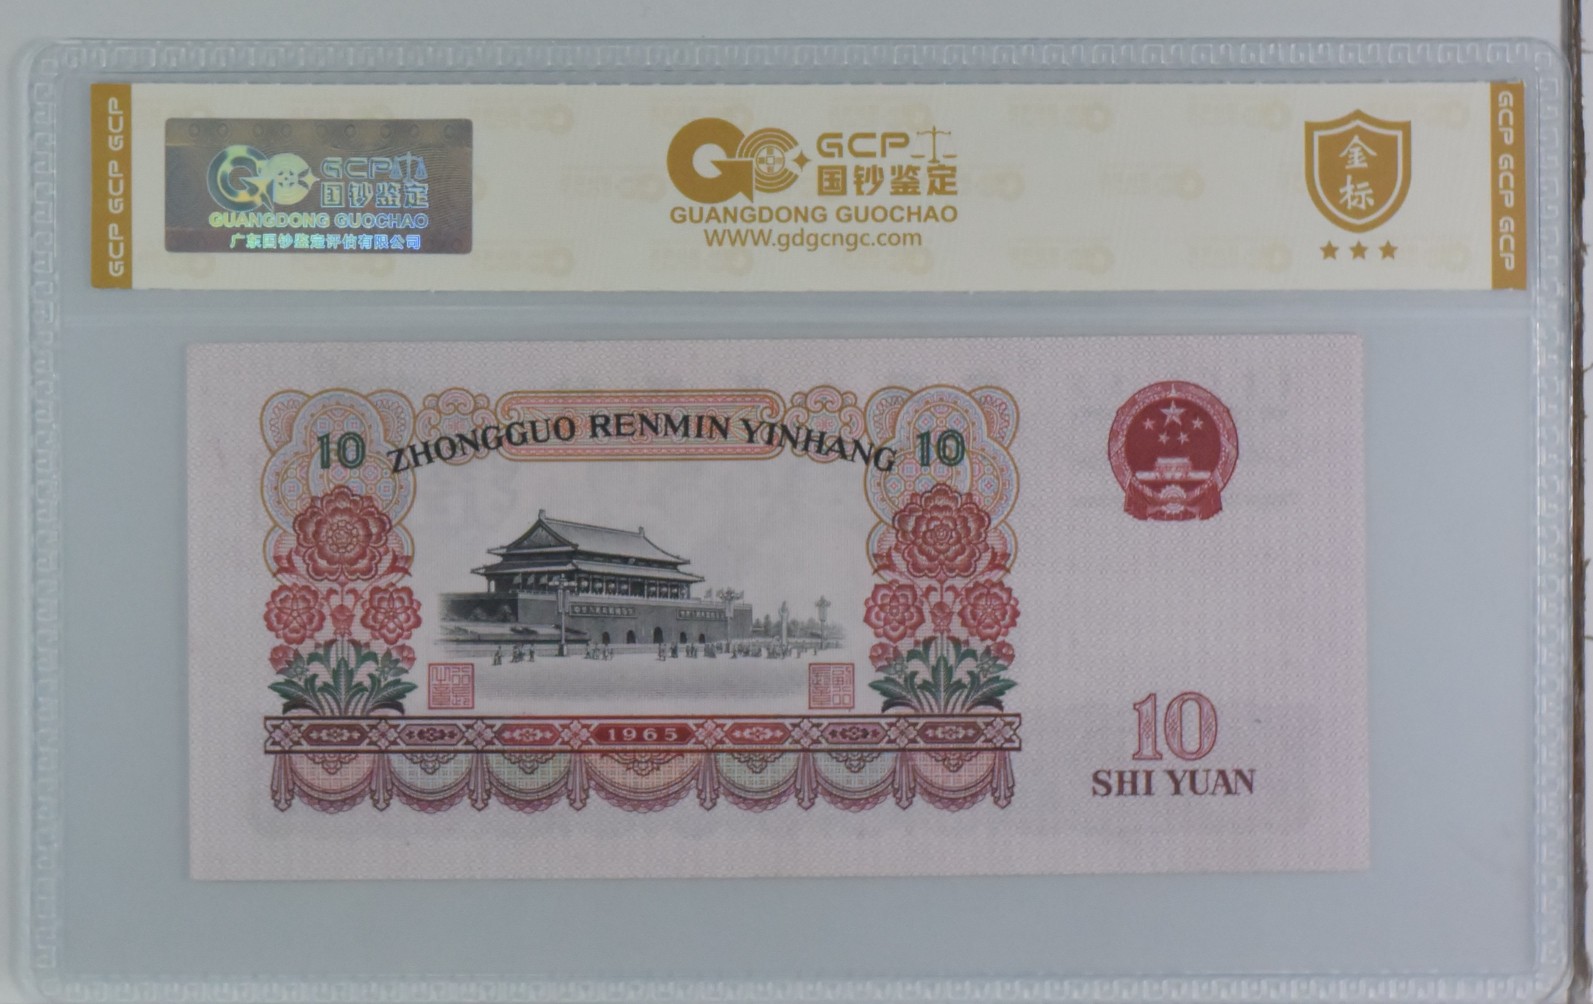 GCP GCP GCP
GCP
国钞鉴定
GUANGDONG GUOCHAO
广东国钞鉴定评估有限公司
GCP
国钞鉴定
GUANGDONG GUOCHAO
WWW.gdgcngc.com
金
标
GCP GCP GCP
10 ZHONGGUO RENMIN YINHANG 10
1965
10
SHI YUAN